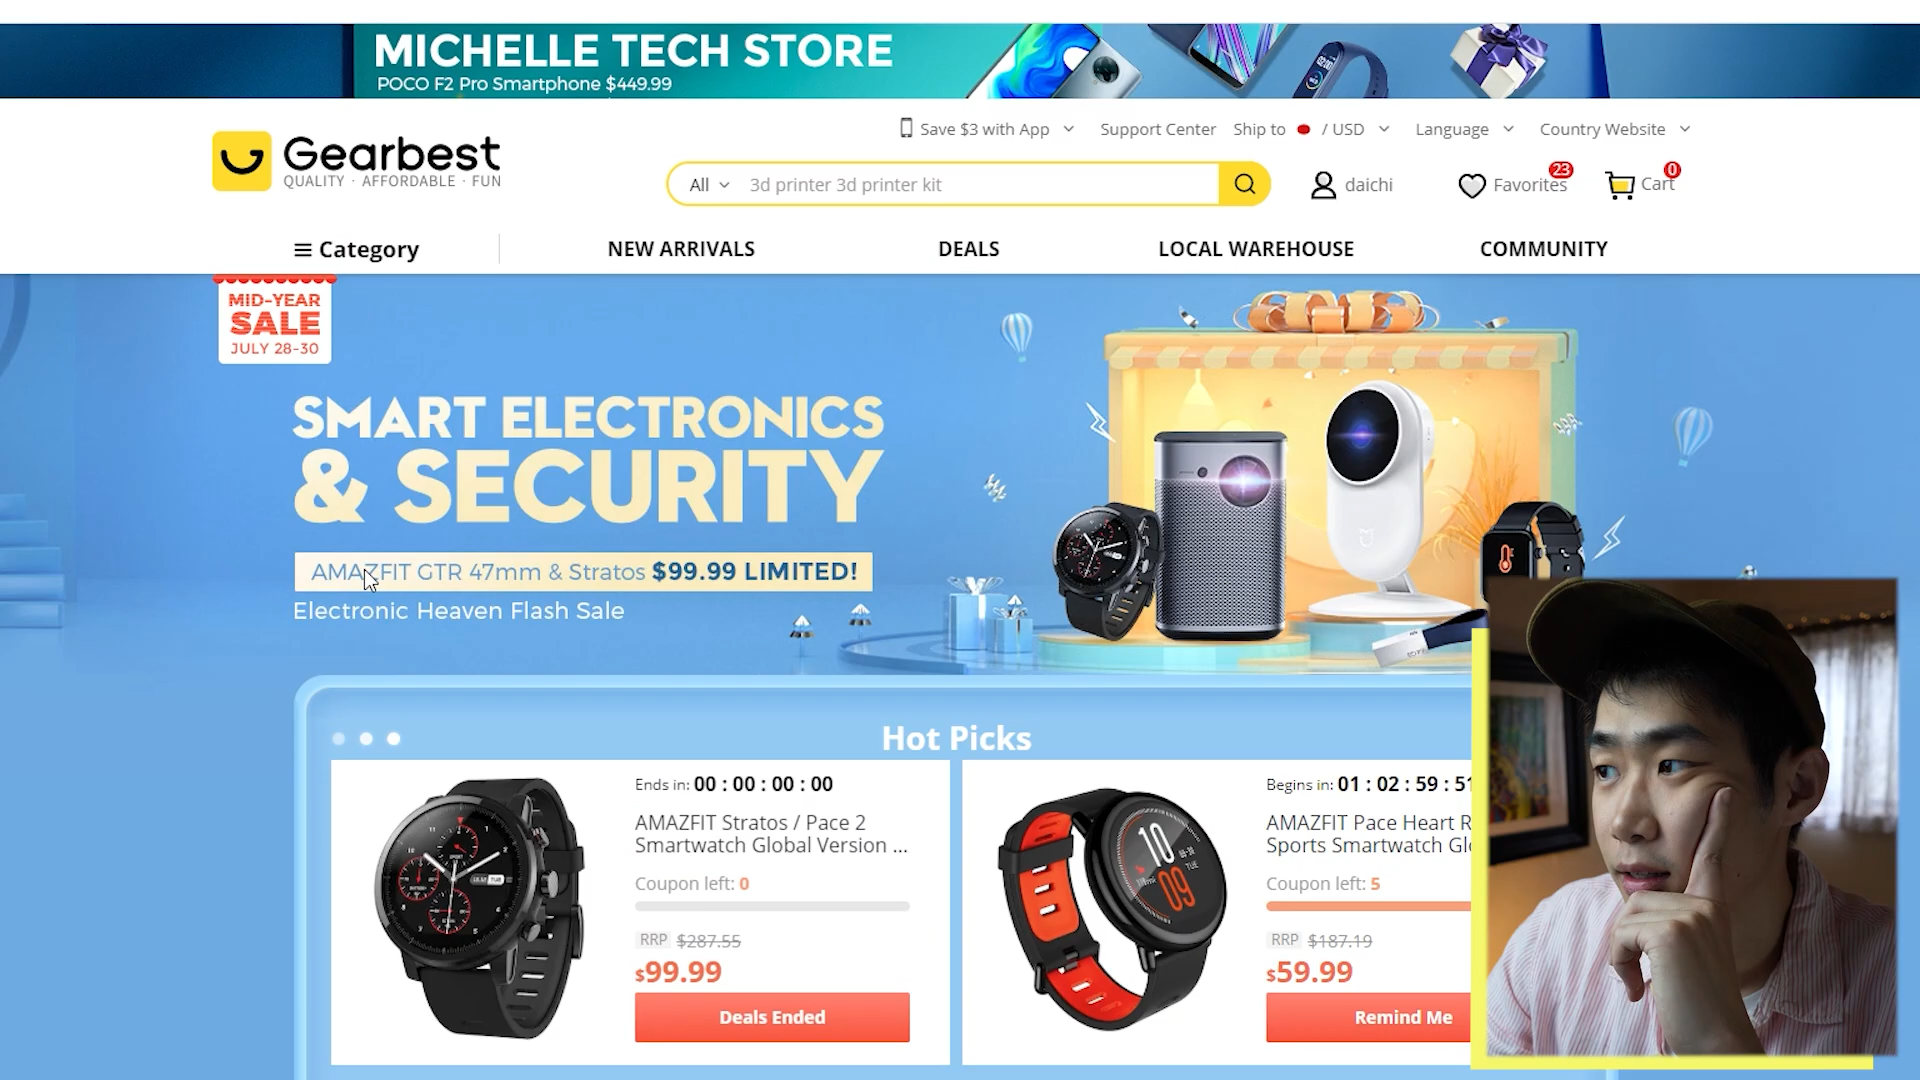 MICHELLE TECH STORE
POCO F2 Pro Smartphone $449.99
Save $3 with App
Support Center
Ship to / USD
Language
Country Website
Gearbest
QUALITY · AFFORDABLE · FUN
All
3d printer 3d printer kit
daichi
Favorites
23
Cart
0
Category
NEW ARRIVALS
DEALS
LOCAL WAREHOUSE
COMMUNITY
MID-YEAR
SALE
JULY 28-30
SMART ELECTRONICS
& SECURITY
AMAZFIT GTR 47mm & Stratos $99.99 LIMITED!
Electronic Heaven Flash Sale
Hot Picks
Ends in: 00 : 00 : 00 : 00
AMAZFIT Stratos / Pace 2
Smartwatch Global Version ...
Coupon left: 0
RRP $287.55
$99.99
Deals Ended
10
09
Begins in: 01 : 02 : 59 : 51
AMAZFIT Pace Heart R
Sports Smartwatch Gl
Coupon left: 5
RRP $187.19
$59.99
Remind Me